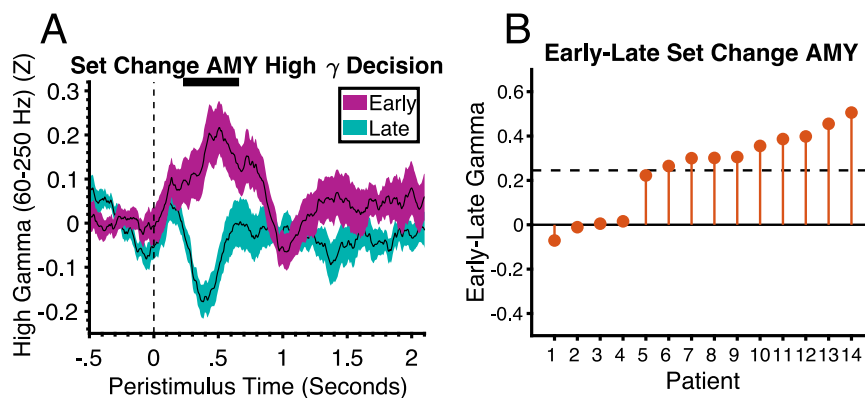 A
Set Change AMY High γ Decision
High Gamma (60-250 Hz) (Z)
0.3
0.2
0.1
0
-0.1
-0.2
Early
Late
-.5 0 .5 1 1.5 2
Peristimulus Time (Seconds)
B
Early-Late Set Change AMY
Early-Late Gamma
0.6
0.4
0.2
0
-0.2
-0.4
1 2 3 4 5 6 7 8 9 10 11 12 13 14
Patient